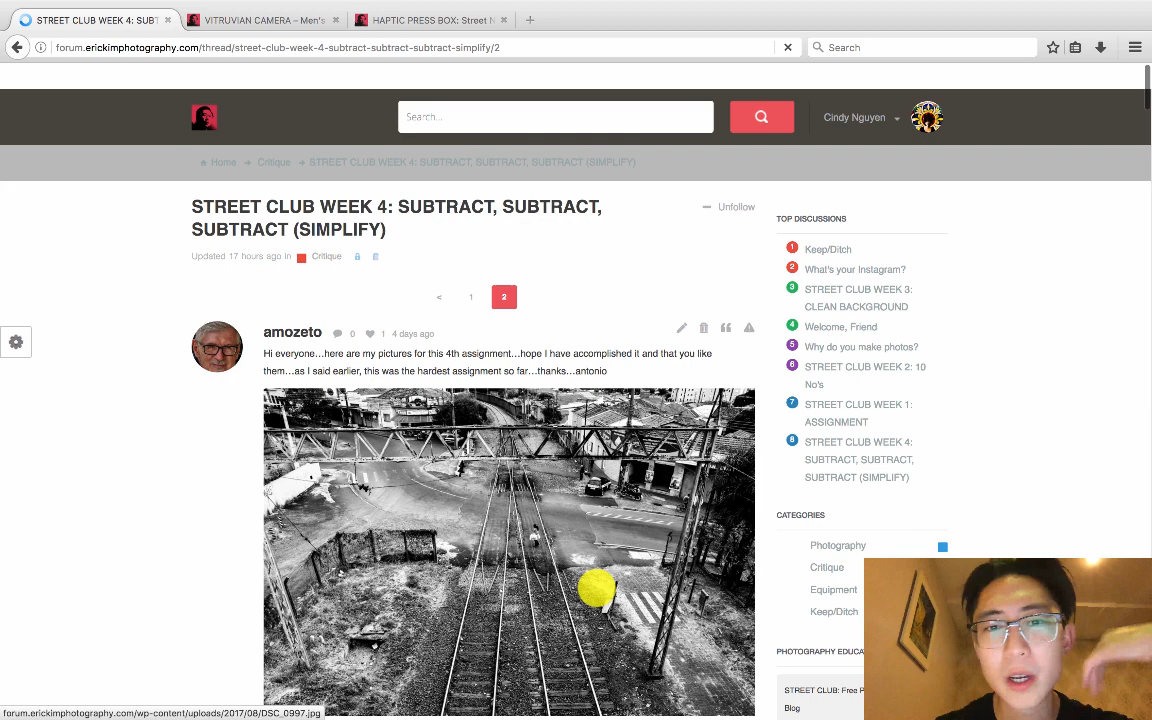 STREET CLUB WEEK 4: SUBT
VITRUVIAN CAMERA – Men's
HAPTIC PRESS BOX: Street N
forum.erickimphotography.com/thread/street-club-week-4-subtract-subtract-subtract-simplify/2
Search
Search...
Cindy Nguyen
Home
Critique
STREET CLUB WEEK 4: SUBTRACT, SUBTRACT, SUBTRACT (SIMPLIFY)
STREET CLUB WEEK 4: SUBTRACT, SUBTRACT,
SUBTRACT (SIMPLIFY)
Unfollow
Updated 17 hours ago in Critique
< 1 2
amozeto 0 1 4 days ago
Hi everyone...here are my pictures for this 4th assignment...hope I have accomplished it and that you like
them...as I said earlier, this was the hardest assignment so far...thanks...antonio
TOP DISCUSSIONS
1 Keep/Ditch
2 What's your Instagram?
3 STREET CLUB WEEK 3:
CLEAN BACKGROUND
4 Welcome, Friend
5 Why do you make photos?
6 STREET CLUB WEEK 2: 10
No's
7 STREET CLUB WEEK 1:
ASSIGNMENT
8 STREET CLUB WEEK 4:
SUBTRACT, SUBTRACT,
SUBTRACT (SIMPLIFY)
CATEGORIES
Photography
Critique
Equipment
Keep/Ditch
PHOTOGRAPHY EDUCA
STREET CLUB: Free P
Blog
forum.erickimphotography.com/wp-content/uploads/2017/08/DSC_0997.jpg